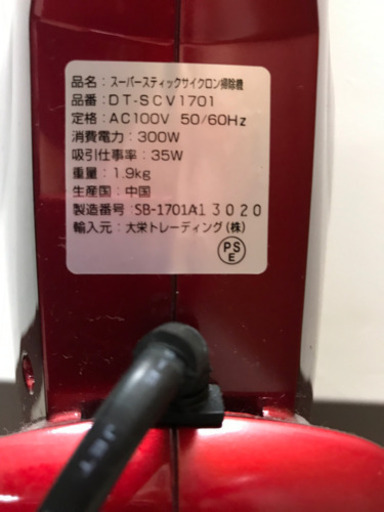 品名：スーパースティックサイクロン掃除機
品番：DT-SCV1701
定格：AC100V 50/60Hz
消費電力：300W
吸引仕事率：35W
重量：1.9kg
生産国：中国
製造番号：SB-1701A13020
輸入元：大栄トレーディング（株）
PS
E